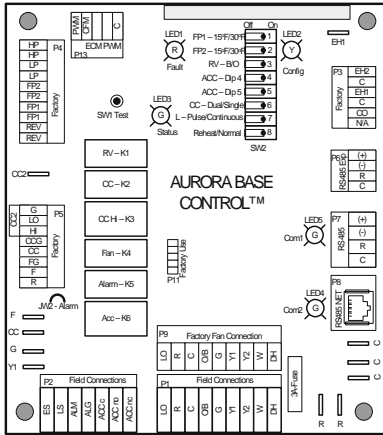 PWM
CFM
C
ECM PWM
P13
LED1
R
Fault
SW1 Test
LED3
G
Status
Off On
FP1 – 15°F/30°F 1
FP2 – 15°F/30°F 2
RV – B/O 3
ACC – Dip 4 4
ACC – Dip 5 5
CC – Dual/Single 6
L – Pulse/Continuous 7
Reheat/Normal 8
SW2
LED2
Y
Config
EH1
P4
HP
HP
LP
LP
FP2
FP2
FP1
FP1
REV
REV
Factory
P3
EH2
C
EH1
C
CO
N/A
Factory
CC2
RV – K1
CC – K2
CC Hi – K3
Fan – K4
Alarm – K5
Acc – K6
AURORA BASE
CONTROL™
P6
RS485 Exp
(+)
(-)
R
C
P5
CC2
G
LO
HI
CCG
CC
FG
F
R
Factory
JW2 – Alarm
Factory Use
P11
LED5
G
Com1
P7
RS485
(+)
(-)
R
C
LED4
G
Com2
P8
RS485 NET
F
CC
G
Y1
P9 Factory Fan Connection
LO R C O/B G Y1 Y2 W DH
3A-Fuse
C
C
C
P2 Field Connections
ES LS ALM ALG ACC c ACC no ACC nc
P1 Field Connections
LO R C O/B G Y1 Y2 W DH
R R